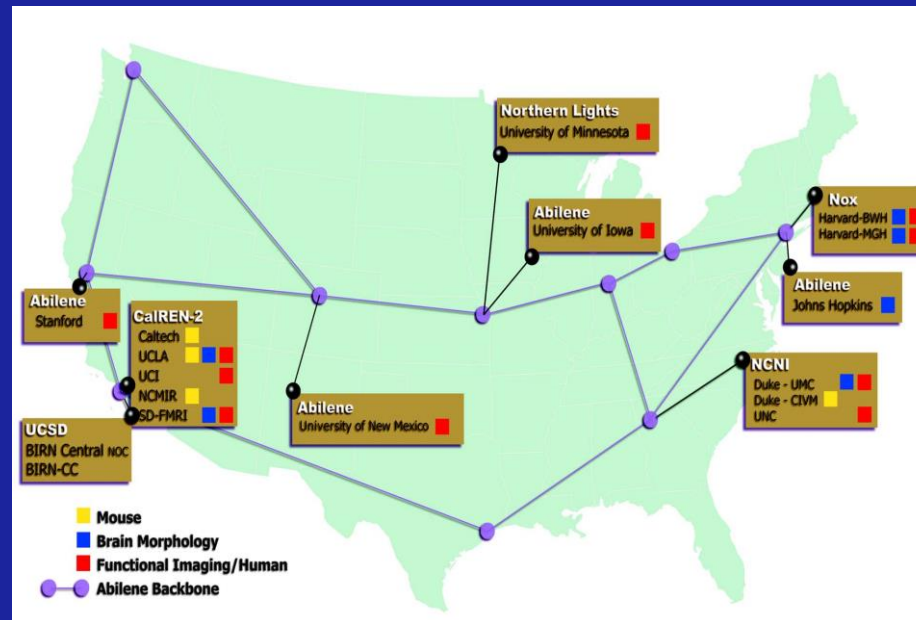 Northern Lights
University of Minnesota
Abilene
University of Iowa
Nox
Harvard-BWH
Harvard-MGH
Abilene
Johns Hopkins
Abilene
Stanford
CalREN-2
Caltech
UCLA
UCI
NCMIR
SD-FMRI
UCSD
BIRN Central NOC
BIRN-CC
Abilene
University of New Mexico
NCNI
Duke - UMC
Duke - CIVM
UNC
Mouse
Brain Morphology
Functional Imaging/Human
Abilene Backbone